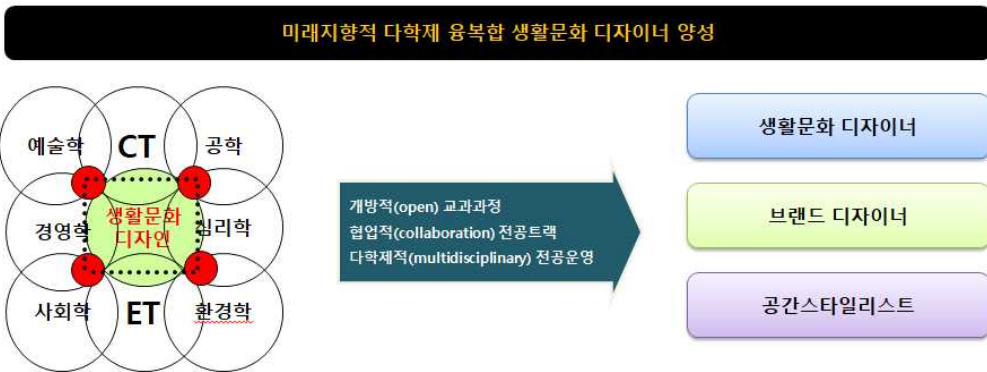 미래지향적 다학제 융복합 생활문화 디자이너 양성
예술학
CT
공학
경영학
생활문화
디자인
심리학
사회학
ET
환경학
개방적(open) 교과과정
협업적(collaboration) 전공트랙
다학제적(multidisciplinary) 전공운영
생활문화 디자이너
브랜드 디자이너
공간스타일리스트